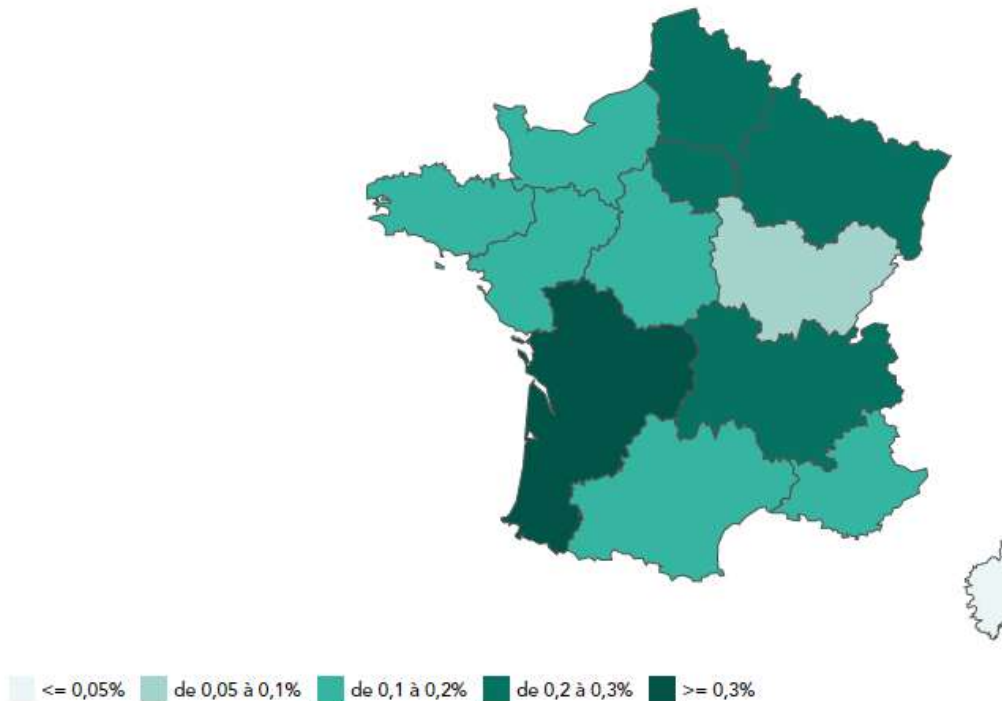 <= 0,05% de 0,05 à 0,1% de 0,1 à 0,2% de 0,2 à 0,3% >= 0,3%